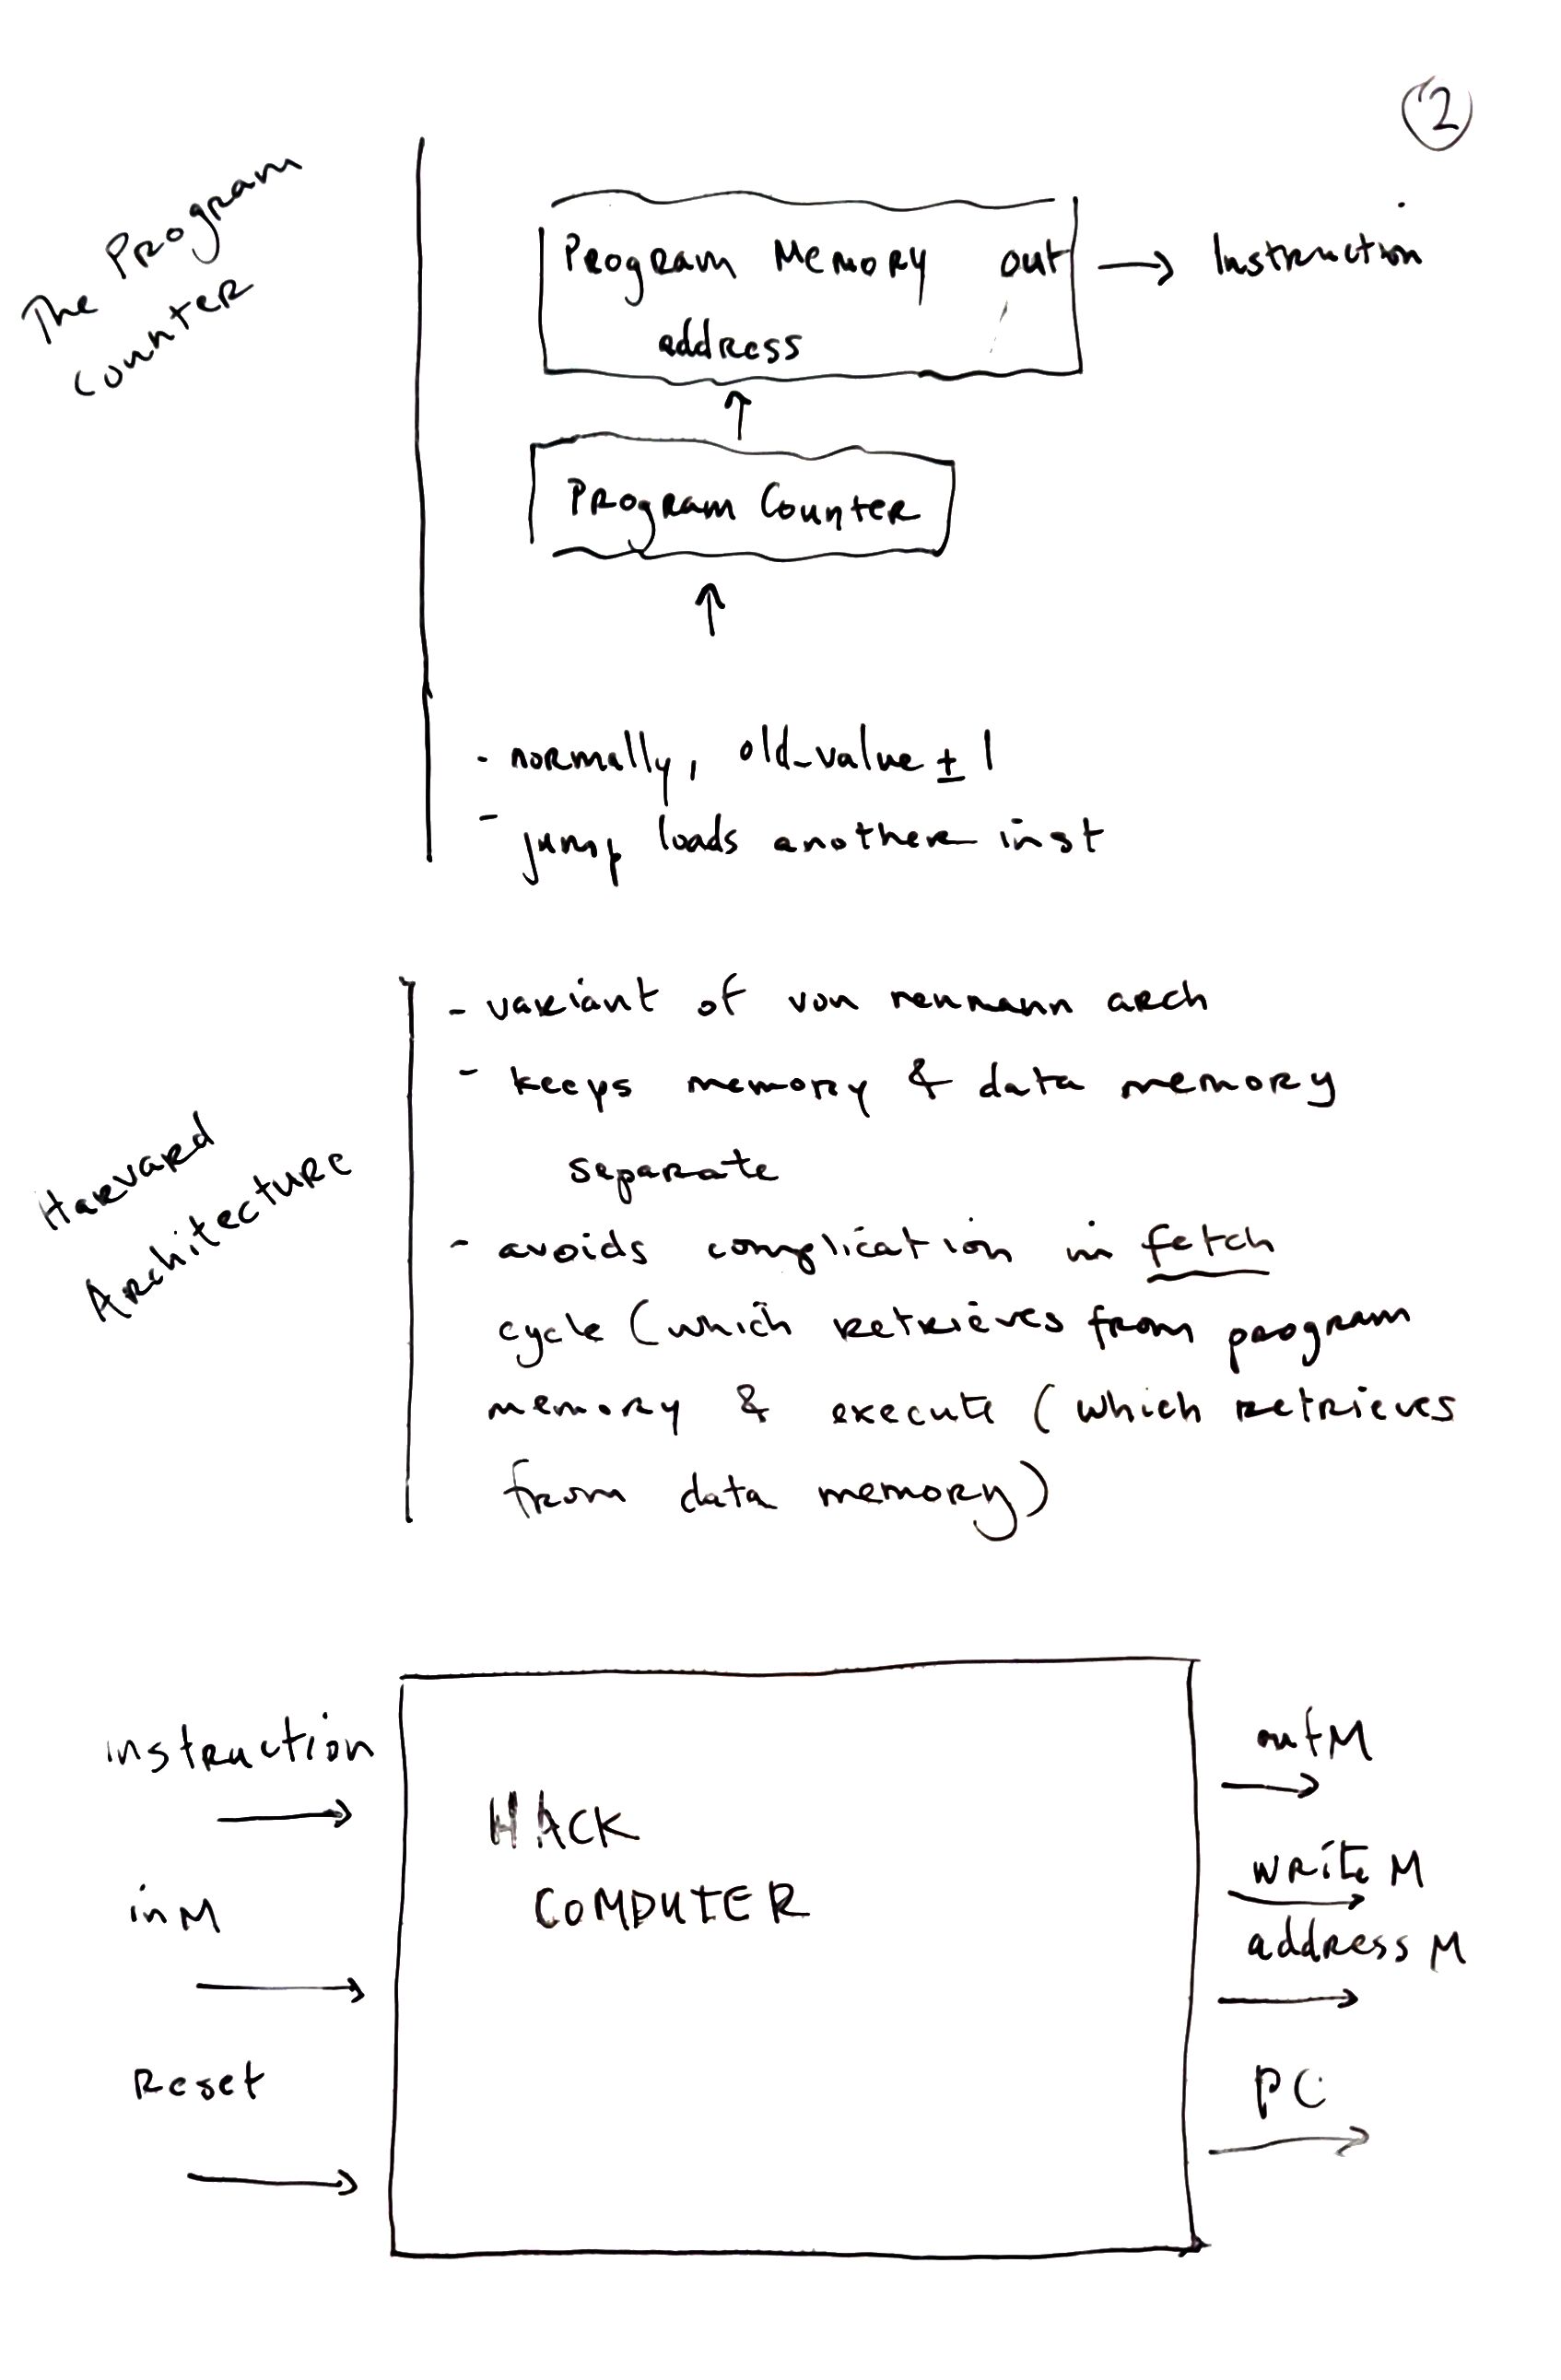 2
The Program
Counter
Program Memory out → Instruction
address
↑
Program Counter
↑
- normally, old_value ± 1
- jump loads another inst
Harvard
Architecture
- variant of von neumann arch
- keeps memory & data memory
separate
- avoids complication in fetch
cycle (which retrieves from program
memory & execute (which retrieves
from data memory)
HACK
COMPUTER
Instruction
→
inM
→
Reset
→
outM
→
writeM
→
addressM
→
PC
→